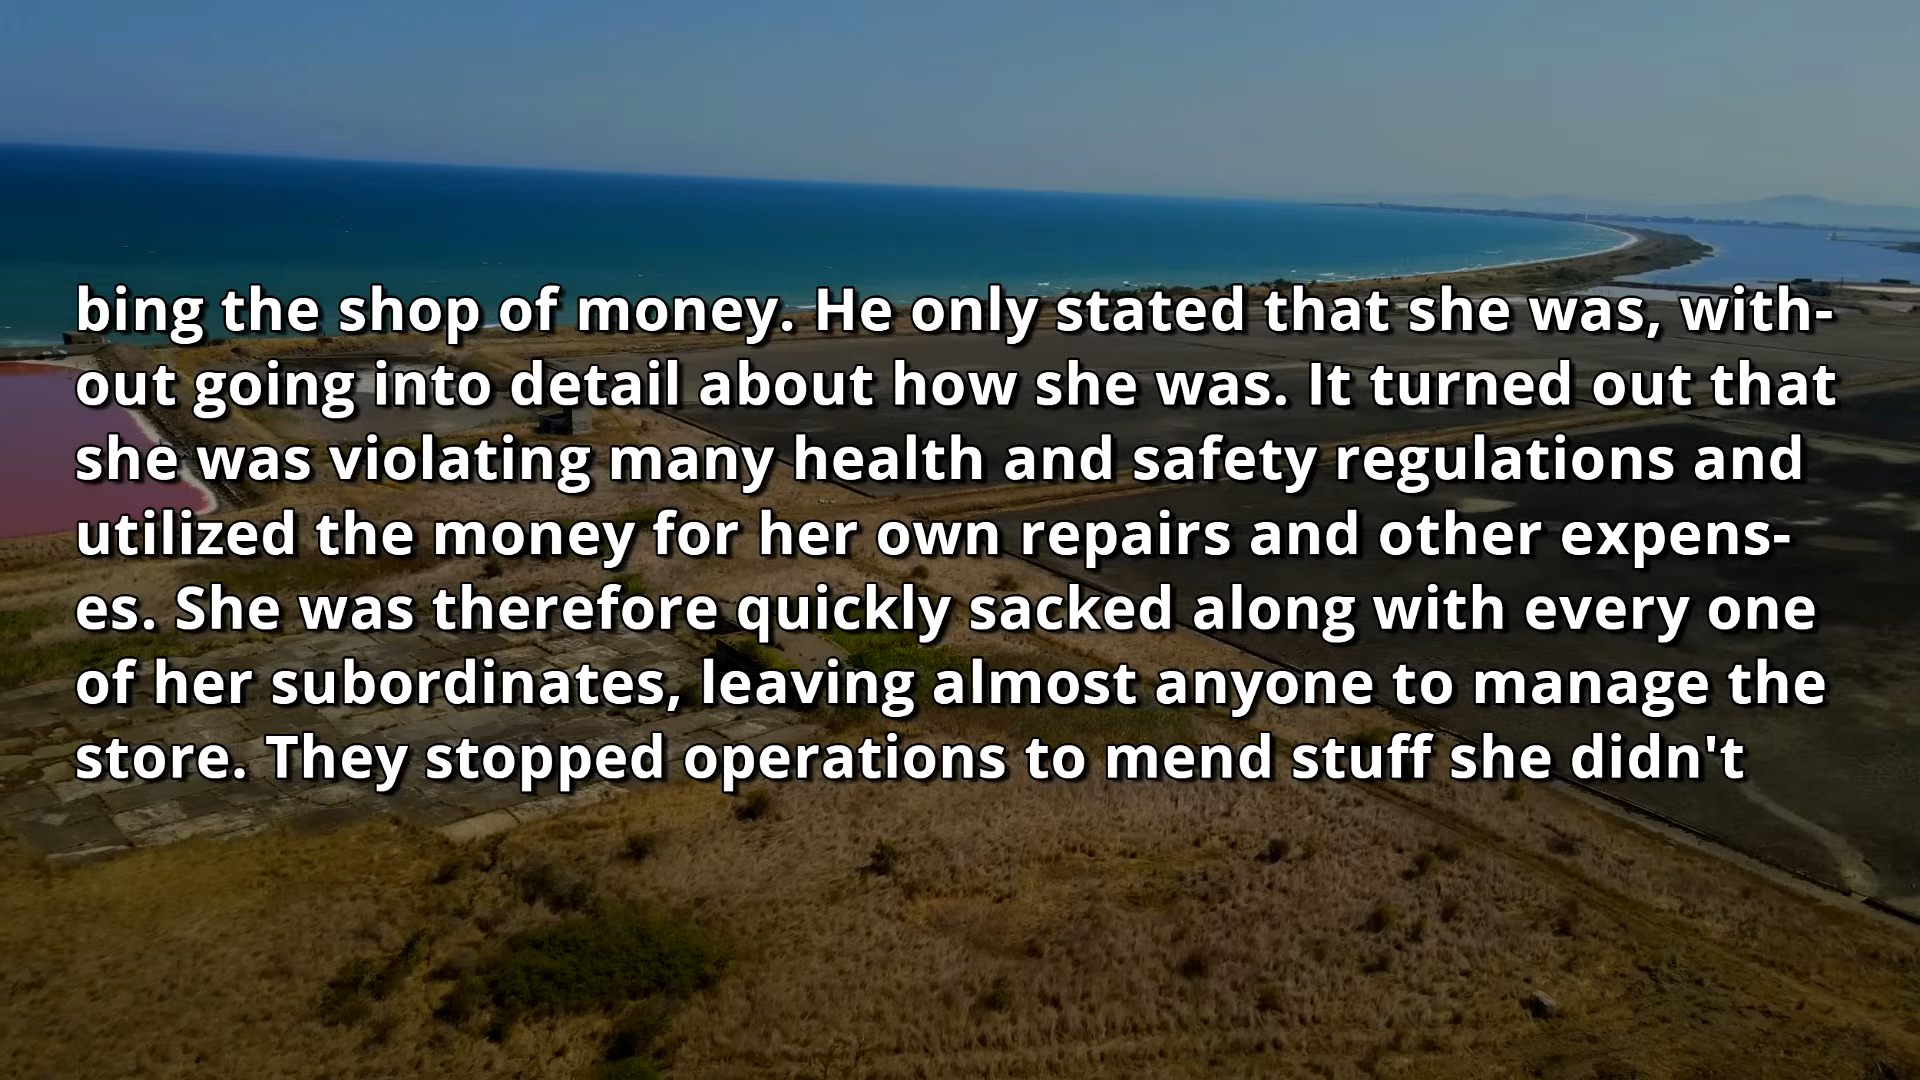 bing the shop of money. He only stated that she was, with-
out going into detail about how she was. It turned out that
she was violating many health and safety regulations and
utilized the money for her own repairs and other expens-
es. She was therefore quickly sacked along with every one
of her subordinates, leaving almost anyone to manage the
store. They stopped operations to mend stuff she didn't